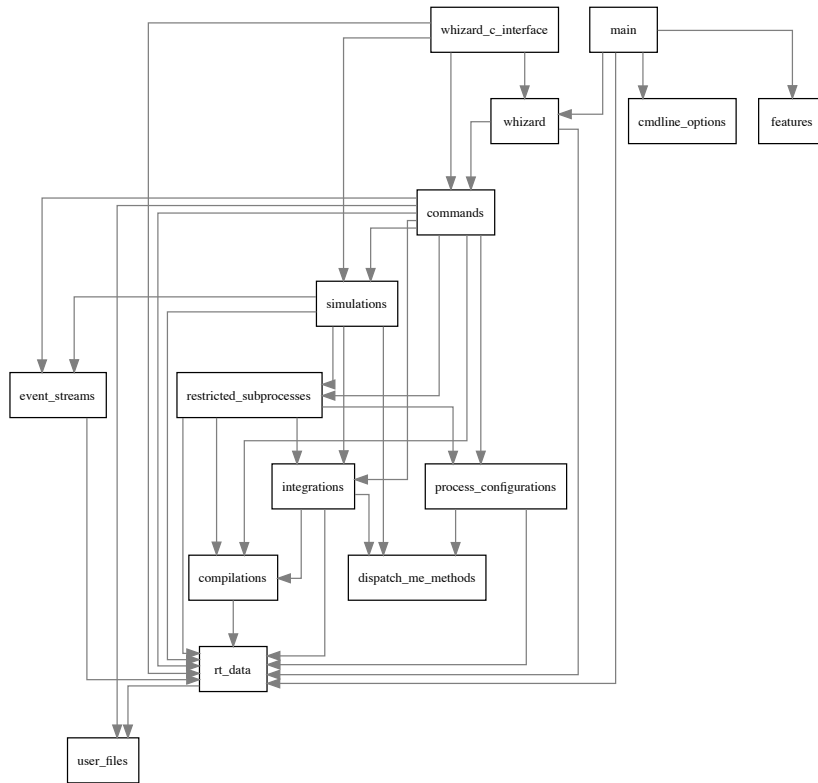 whizard_c_interface
main
whizard
cmdline_options
features
commands
simulations
event_streams
restricted_subprocesses
integrations
process_configurations
compilations
dispatch_me_methods
rt_data
user_files